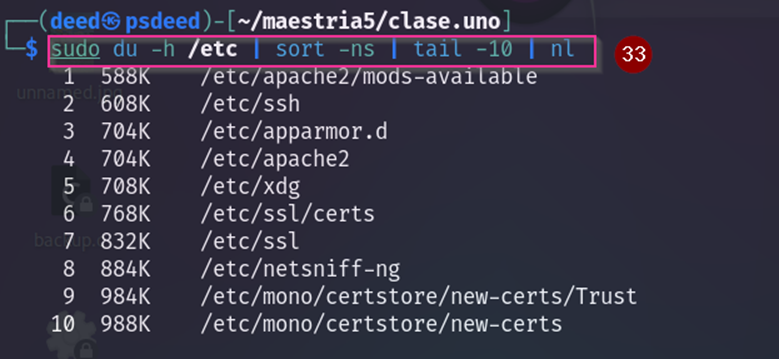 ┌──(deed㉿psdeed)-[~/maestria5/clase.uno]
└─$ sudo du -h /etc | sort -ns | tail -10 | nl
33
1 588K /etc/apache2/mods-available
unnamed.jpg
2 608K /etc/ssh
3 704K /etc/apparmor.d
4 704K /etc/apache2
5 708K /etc/xdg
6 768K /etc/ssl/certs
7 832K /etc/ssl
8 884K /etc/netsniff-ng
9 984K /etc/mono/certstore/new-certs/Trust
10 988K /etc/mono/certstore/new-certs